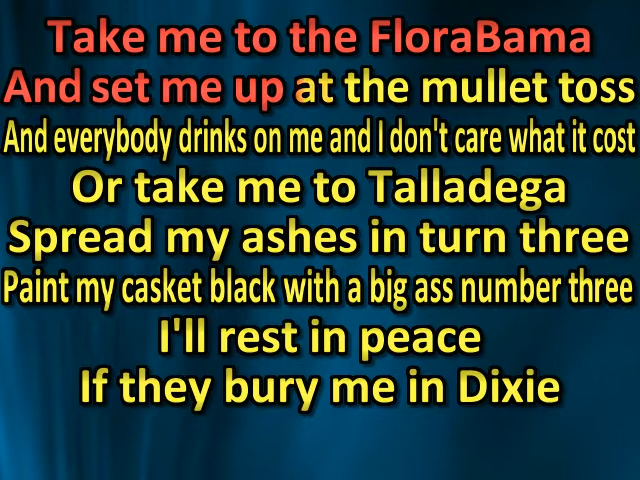 Take me to the FloraBama
And set me up at the mullet toss
And everybody drinks on me and I don't care what it cost
Or take me to Talladega
Spread my ashes in turn three
Paint my casket black with a big ass number three
I'll rest in peace
If they bury me in Dixie